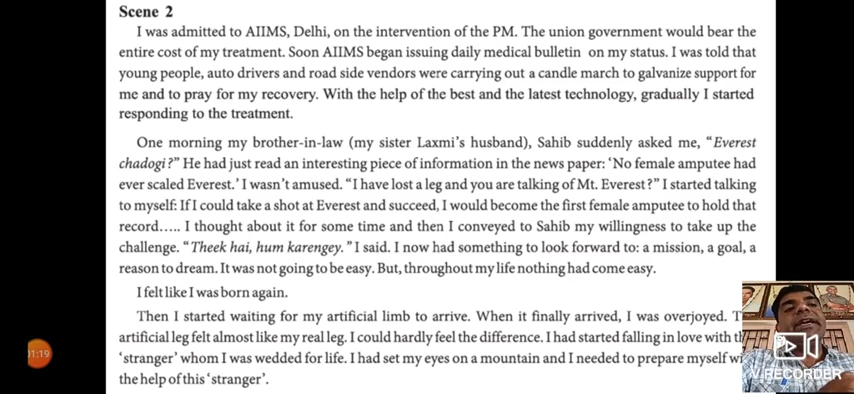 Scene 2
I was admitted to AIIMS, Delhi, on the intervention of the PM. The union government would bear the
entire cost of my treatment. Soon AIIMS began issuing daily medical bulletin on my status. I was told that
young people, auto drivers and road side vendors were carrying out a candle march to galvanize support for
me and to pray for my recovery. With the help of the best and the latest technology, gradually I started
responding to the treatment.
One morning my brother-in-law (my sister Laxmi's husband), Sahib suddenly asked me, "Everest
chadogi?" He had just read an interesting piece of information in the news paper: 'No female amputee had
ever scaled Everest.' I wasn't amused. "I have lost a leg and you are talking of Mt. Everest?" I started talking
to myself: If I could take a shot at Everest and succeed, I would become the first female amputee to hold that
record..... I thought about it for some time and then I conveyed to Sahib my willingness to take up the
challenge. "Theek hai, hum karengey." I said. I now had something to look forward to: a mission, a goal, a
reason to dream. It was not going to be easy. But, throughout my life nothing had come easy.
I felt like I was born again.
Then I started waiting for my artificial limb to arrive. When it finally arrived, I was overjoyed. T
artificial leg felt almost like my real leg. I could hardly feel the difference. I had started falling in love with th
'stranger' whom I was wedded for life. I had set my eyes on a mountain and I needed to prepare myself wi
the help of this 'stranger'.
01:19
V RECORDER